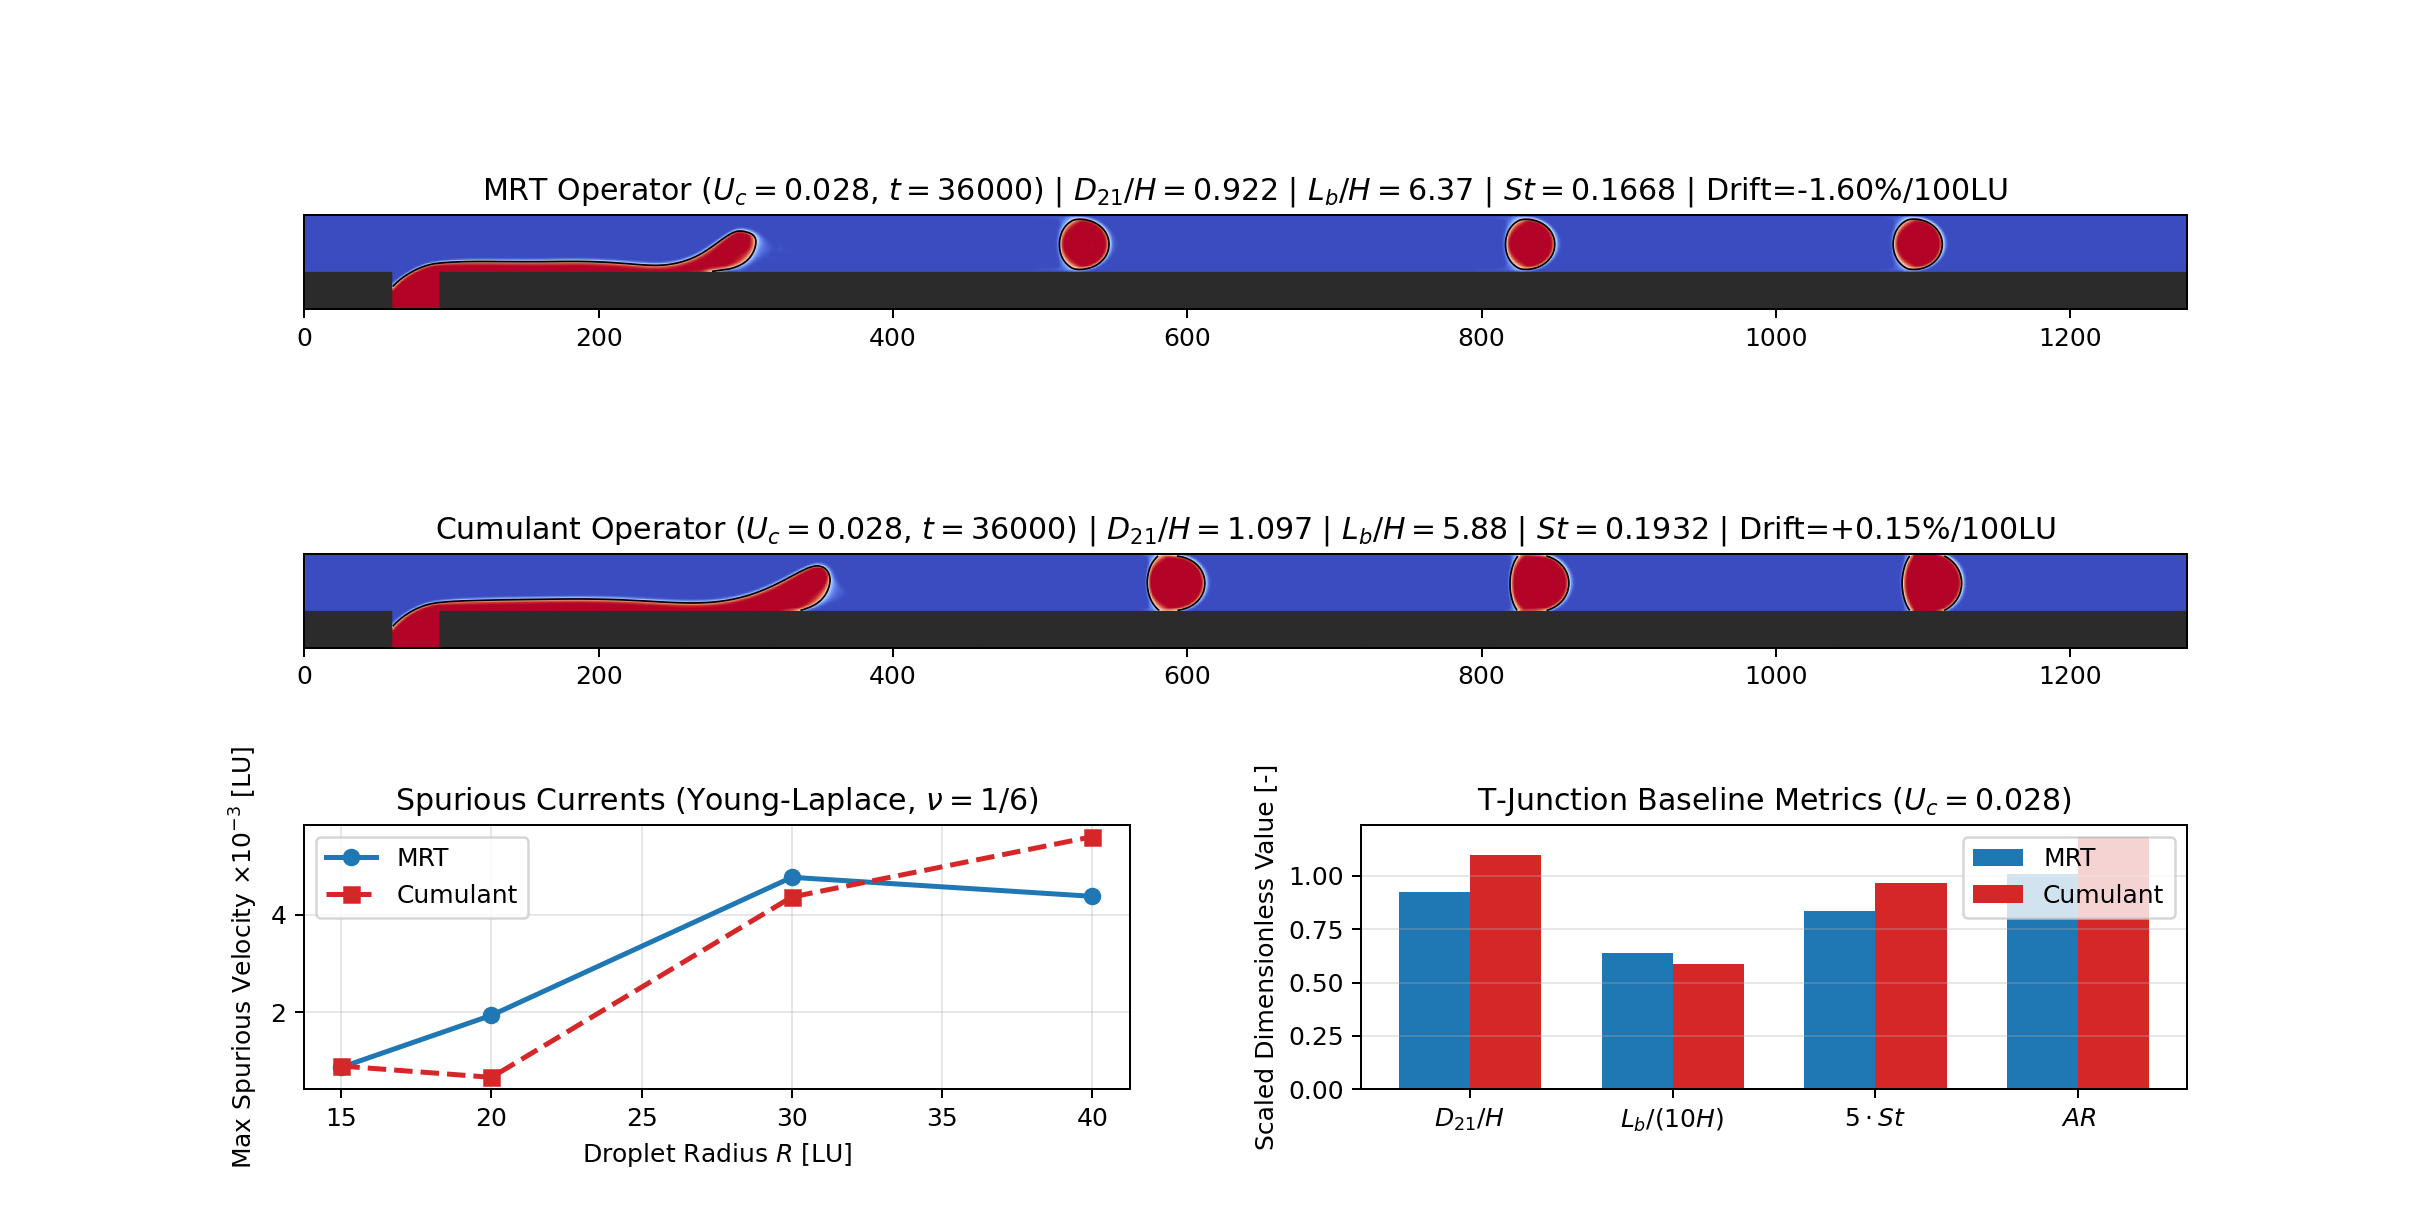 MRT Operator (U_c = 0.028, t = 36000) | D_21/H = 0.922 | L_b/H = 6.37 | St = 0.1668 | Drift=-1.60%/100LU
0 200 400 600 800 1000 1200
Cumulant Operator (U_c = 0.028, t = 36000) | D_21/H = 1.097 | L_b/H = 5.88 | St = 0.1932 | Drift=+0.15%/100LU
0 200 400 600 800 1000 1200
Spurious Currents (Young-Laplace, ν = 1/6)
Max Spurious Velocity ×10⁻³ [LU]
4
2
MRT
Cumulant
15 20 25 30 35 40
Droplet Radius R [LU]
T-Junction Baseline Metrics (U_c = 0.028)
Scaled Dimensionless Value [-]
1.00
0.75
0.50
0.25
0.00
MRT
Cumulant
D_21/H L_b/(10H) 5 · St AR